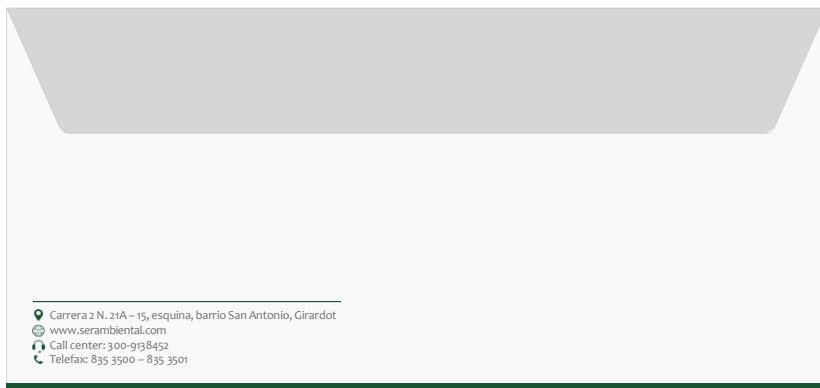 Carrera 2 N. 21A – 15, esquina, barrio San Antonio, Girardot
www.serambiental.com
Call center: 300-9138452
Telefax: 835 3500 – 835 3501